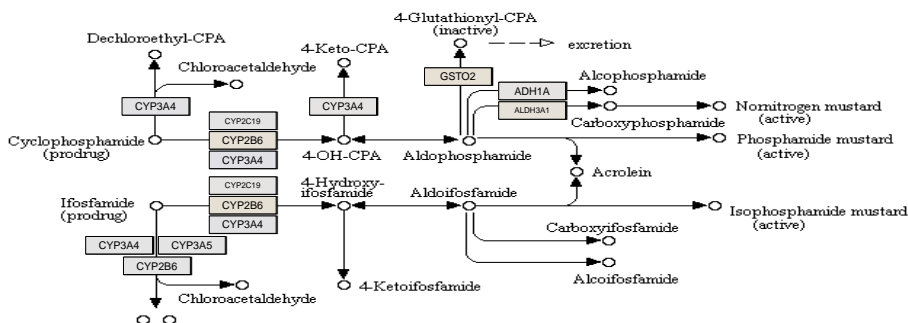 4-Glutathionyl-CPA
(inactive)
excretion
Dechloroethyl-CPA
4-Keto-CPA
Chloroacetaldehyde
GSTO2
Alcophosphamide
CYP3A4
CYP3A4
ADH1A
ALDH3A1
Nornitrogen mustard
(active)
Carboxyphosphamide
CYP2C19
CYP2B6
CYP3A4
Cyclophosphamide
(prodrug)
4-OH-CPA
Aldophosphamide
Phosphamide mustard
(active)
Acrolein
CYP2C19
CYP2B6
CYP3A4
4-Hydroxy-
ifosfamide
Aldoifosfamide
Ifosfamide
(prodrug)
Isophosphamide mustard
(active)
Carboxyifosfamide
CYP3A4
CYP3A5
CYP2B6
Alcoifosfamide
Chloroacetaldehyde
4-Ketoifosfamide